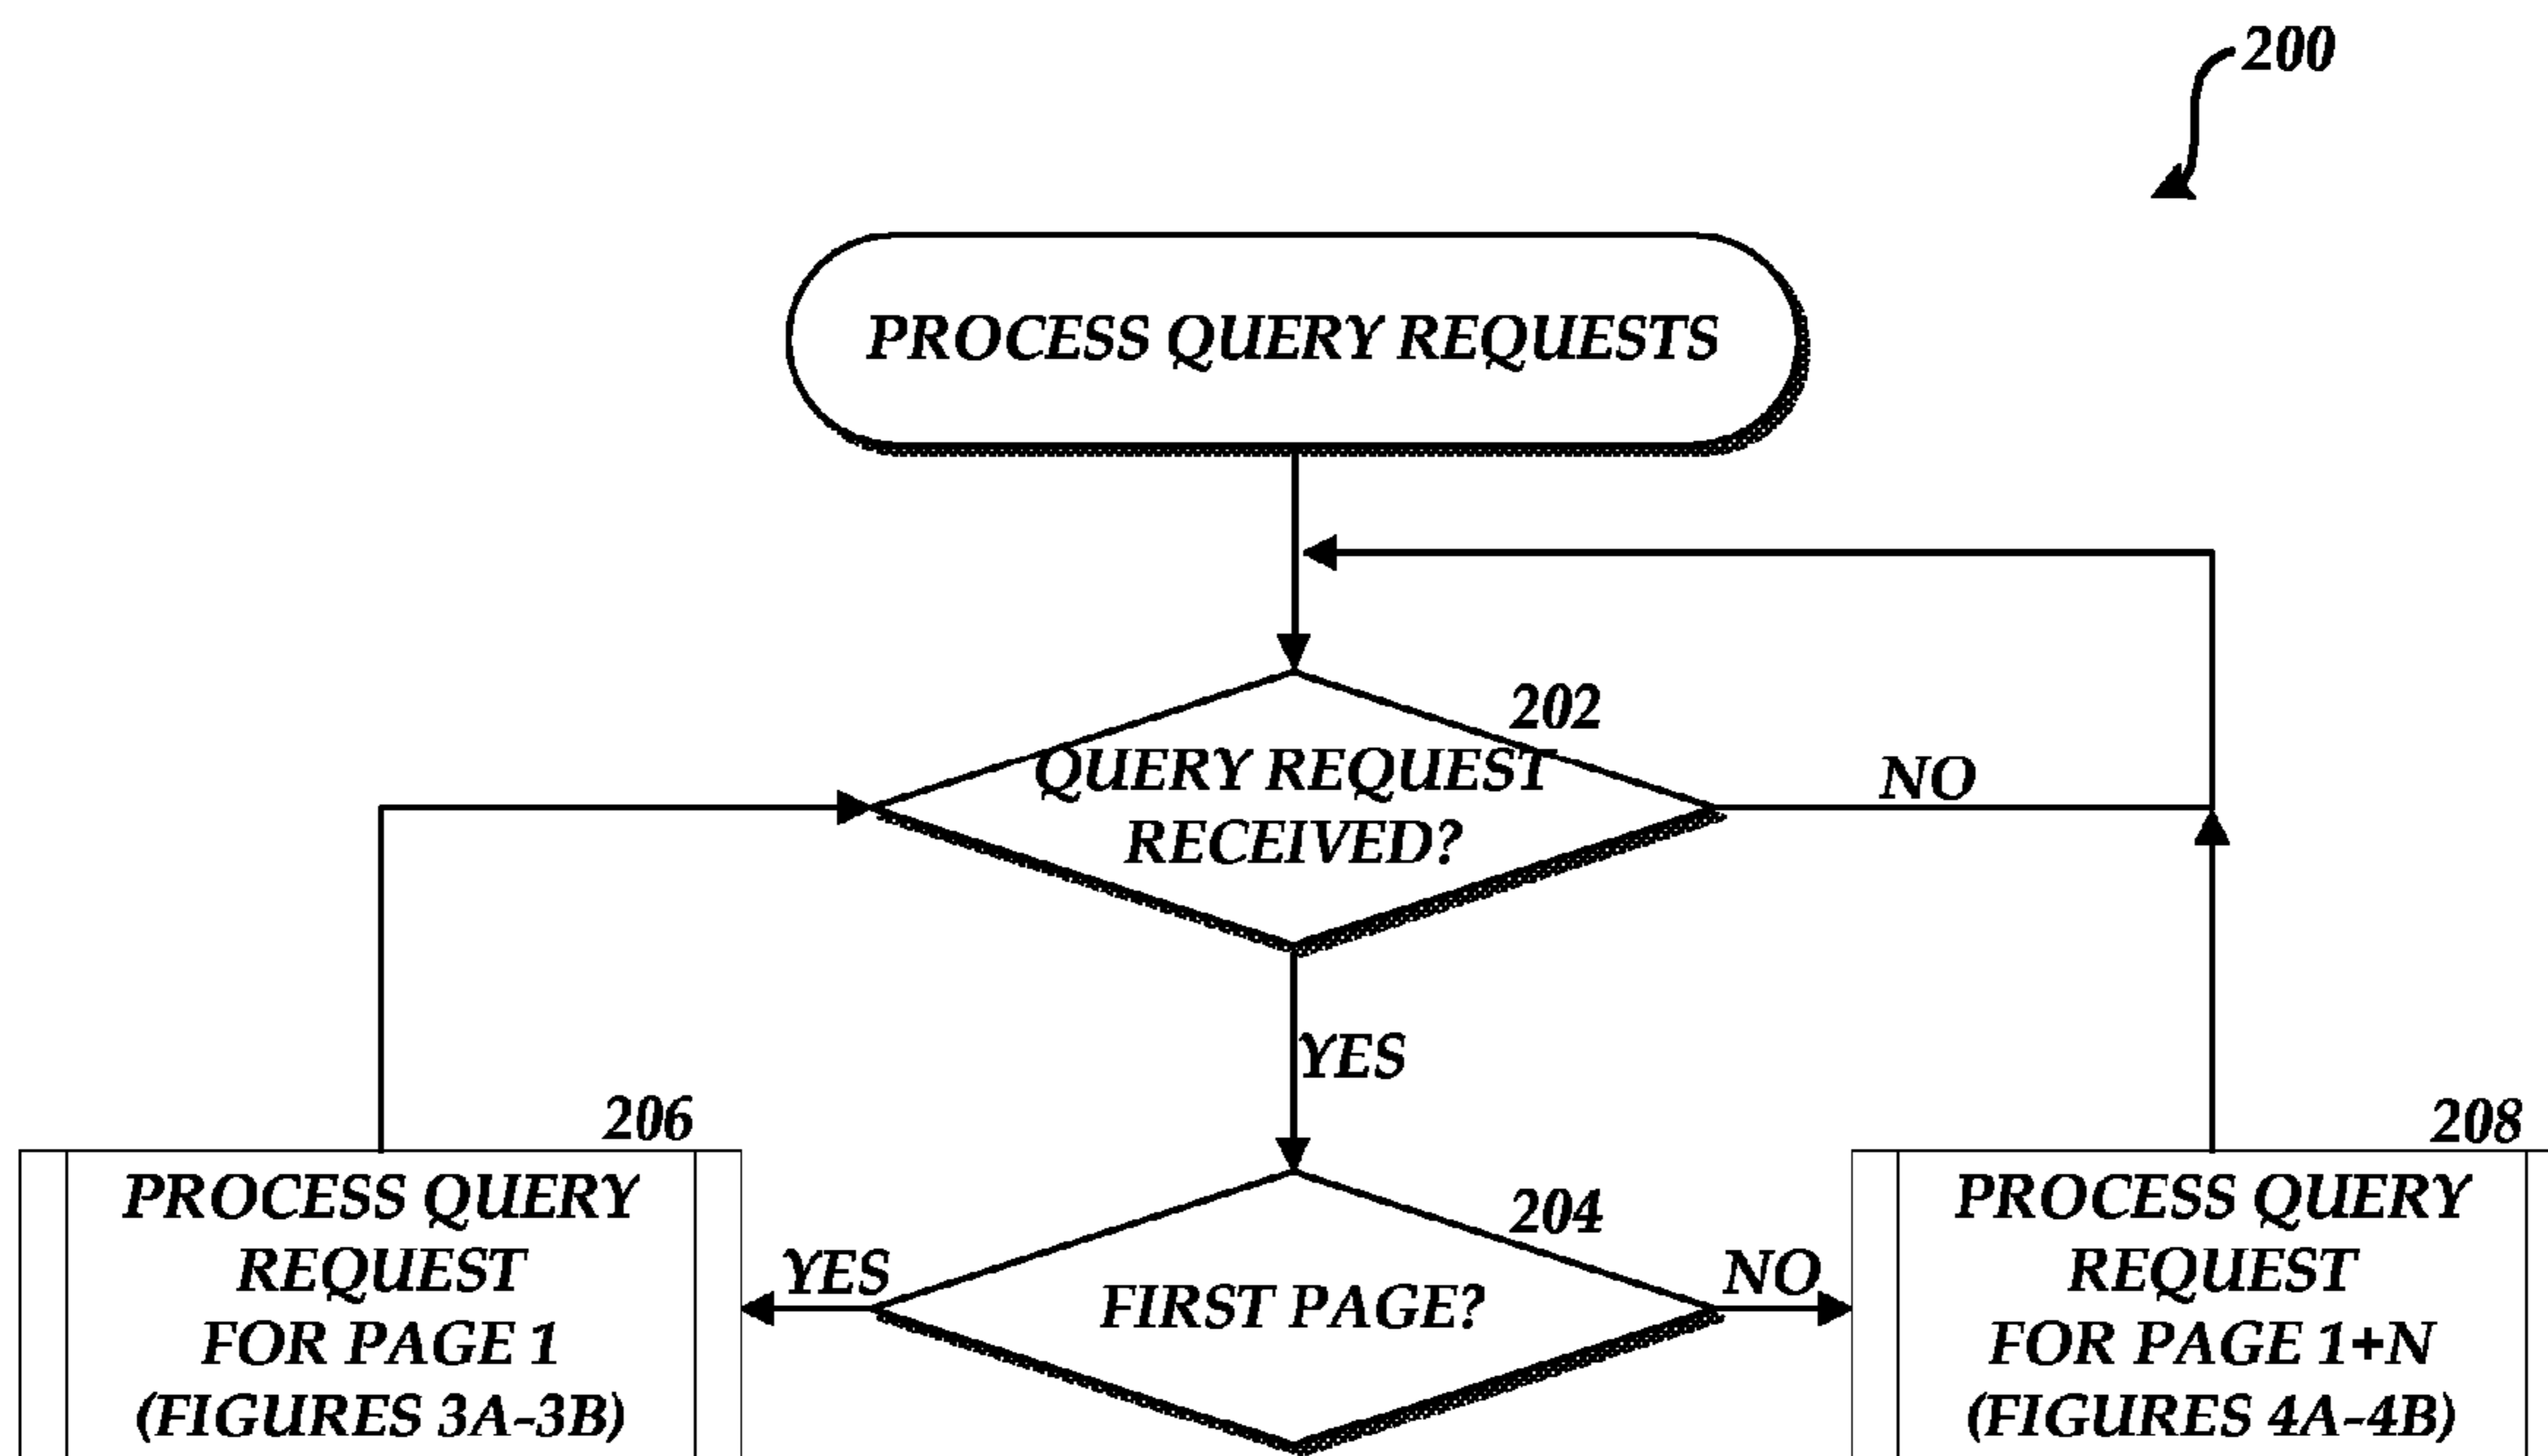 200
PROCESS QUERY REQUESTS
202
QUERY REQUEST
RECEIVED?
NO
YES
206
PROCESS QUERY
REQUEST
FOR PAGE 1
(FIGURES 3A-3B)
YES
204
FIRST PAGE?
NO
208
PROCESS QUERY
REQUEST
FOR PAGE 1+N
(FIGURES 4A-4B)